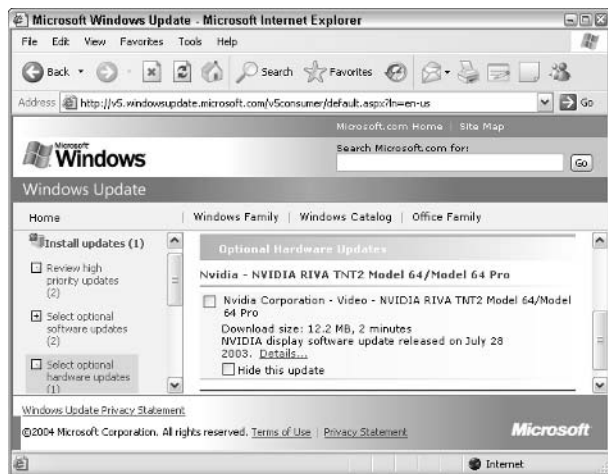 Microsoft Windows Update - Microsoft Internet Explorer
File Edit View Favorites Tools Help
Back Search Favorites
Address http://v5.windowsupdate.microsoft.com/v5consumer/default.aspx?ln=en-us Go
Microsoft.com Home | Site Map
Microsoft Windows
Search Microsoft.com for:
Go
Windows Update
Home | Windows Family | Windows Catalog | Office Family
Install updates (1)
Review high
priority updates
(2)
Select optional
software updates
(2)
Select optional
hardware updates
(1)
Optional Hardware Updates
Nvidia - NVIDIA RIVA TNT2 Model 64/Model 64 Pro
Nvidia Corporation - Video - NVIDIA RIVA TNT2 Model 64/Model
64 Pro
Download size: 12.2 MB, 2 minutes
NVIDIA display software update released on July 28
2003. Details...
Hide this update
Windows Update Privacy Statement
©2004 Microsoft Corporation. All rights reserved. Terms of Use | Privacy Statement
Microsoft
Internet